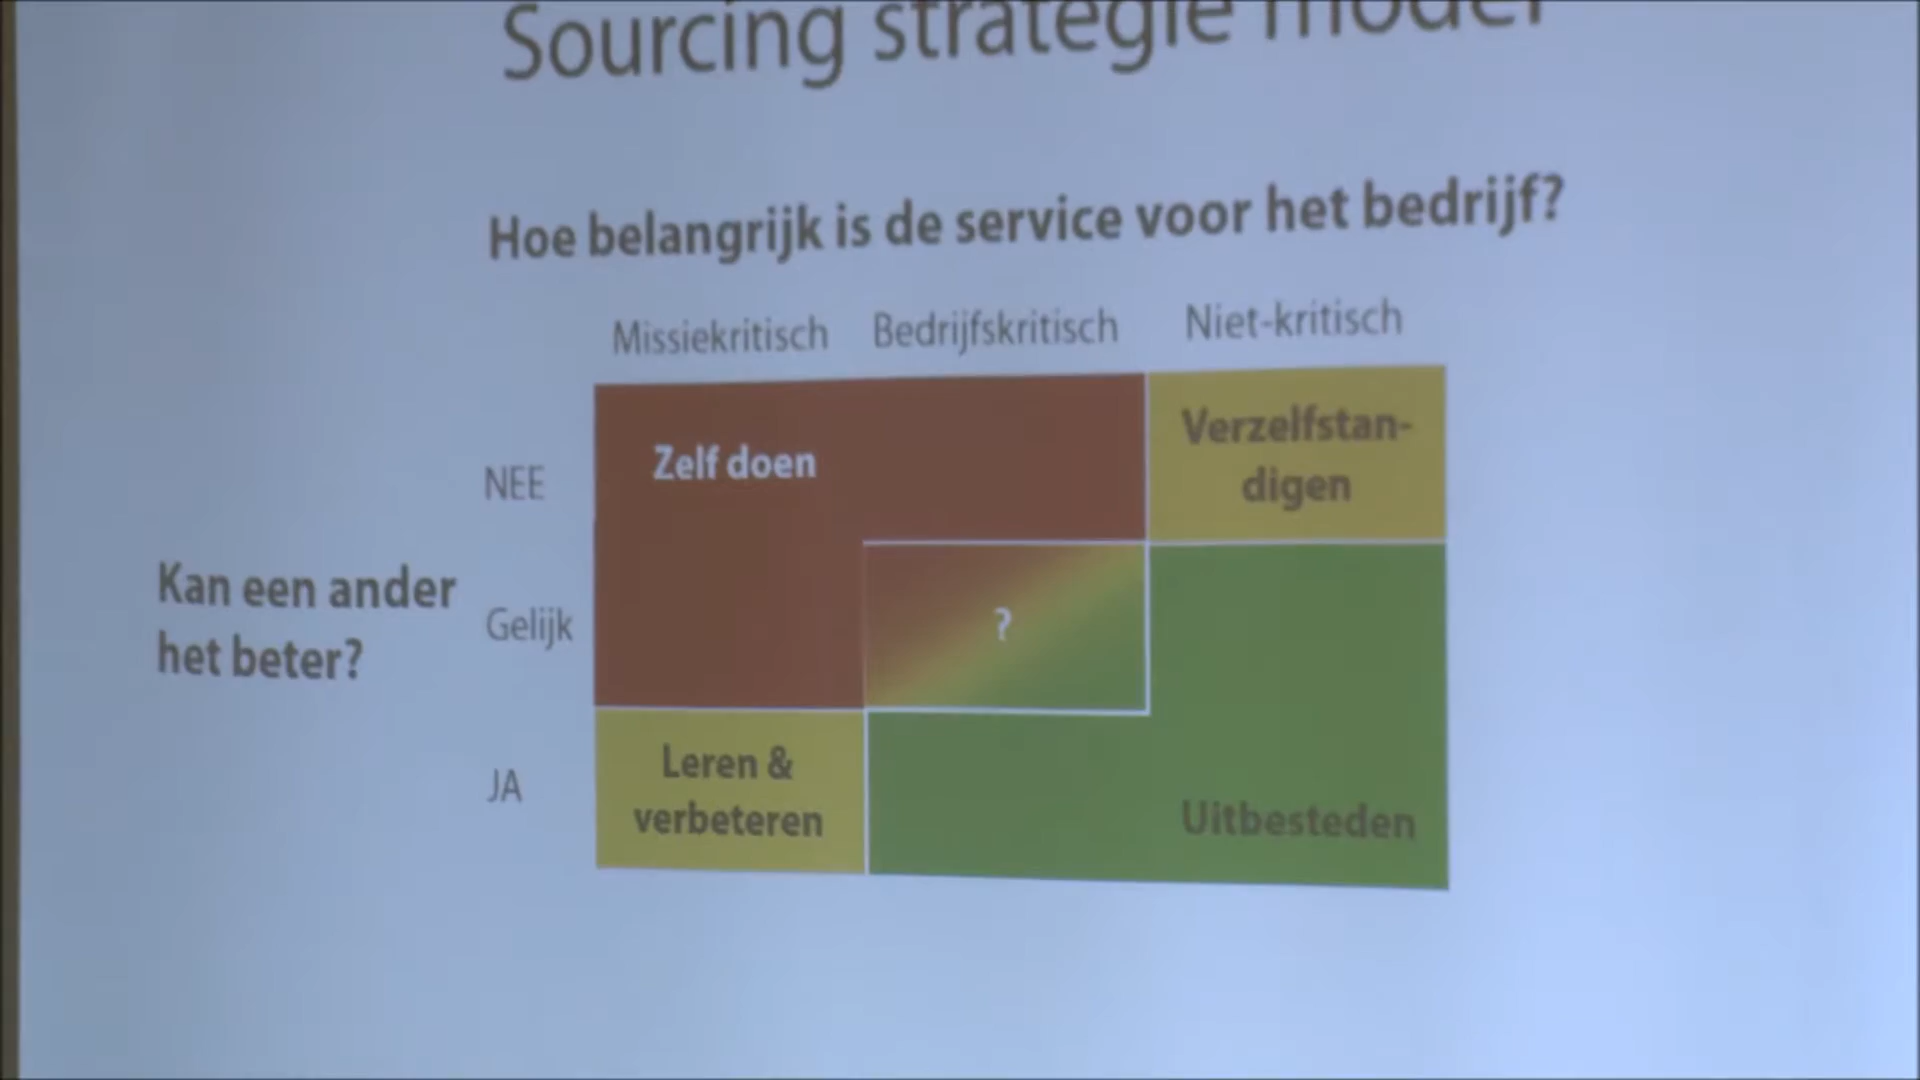 Sourcing strategie model
Hoe belangrijk is de service voor het bedrijf?
Missiekritisch Bedrijfskritisch Niet-kritisch
Kan een ander
het beter?
NEE
Zelf doen
Verzelfstan-
digen
Gelijk
?
JA
Leren &
verbeteren
Uitbesteden